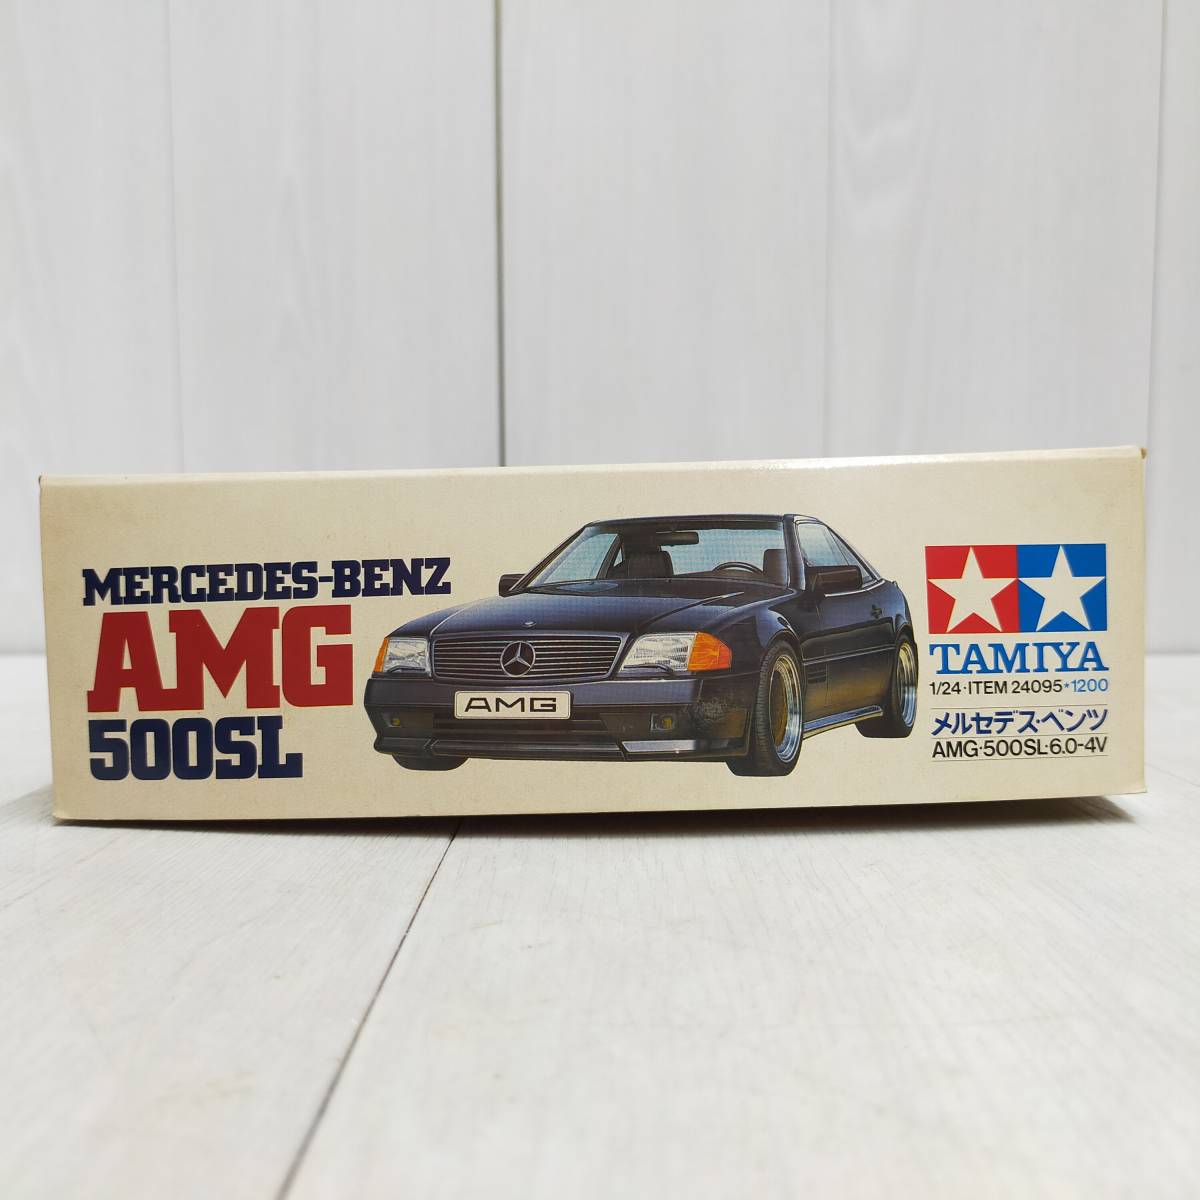 MERCEDES-BENZ
AMG
500SL
AMG
TAMIYA
1/24·ITEM 24095★1200
メルセデス·ベンツ
AMG·500SL·6.0-4V